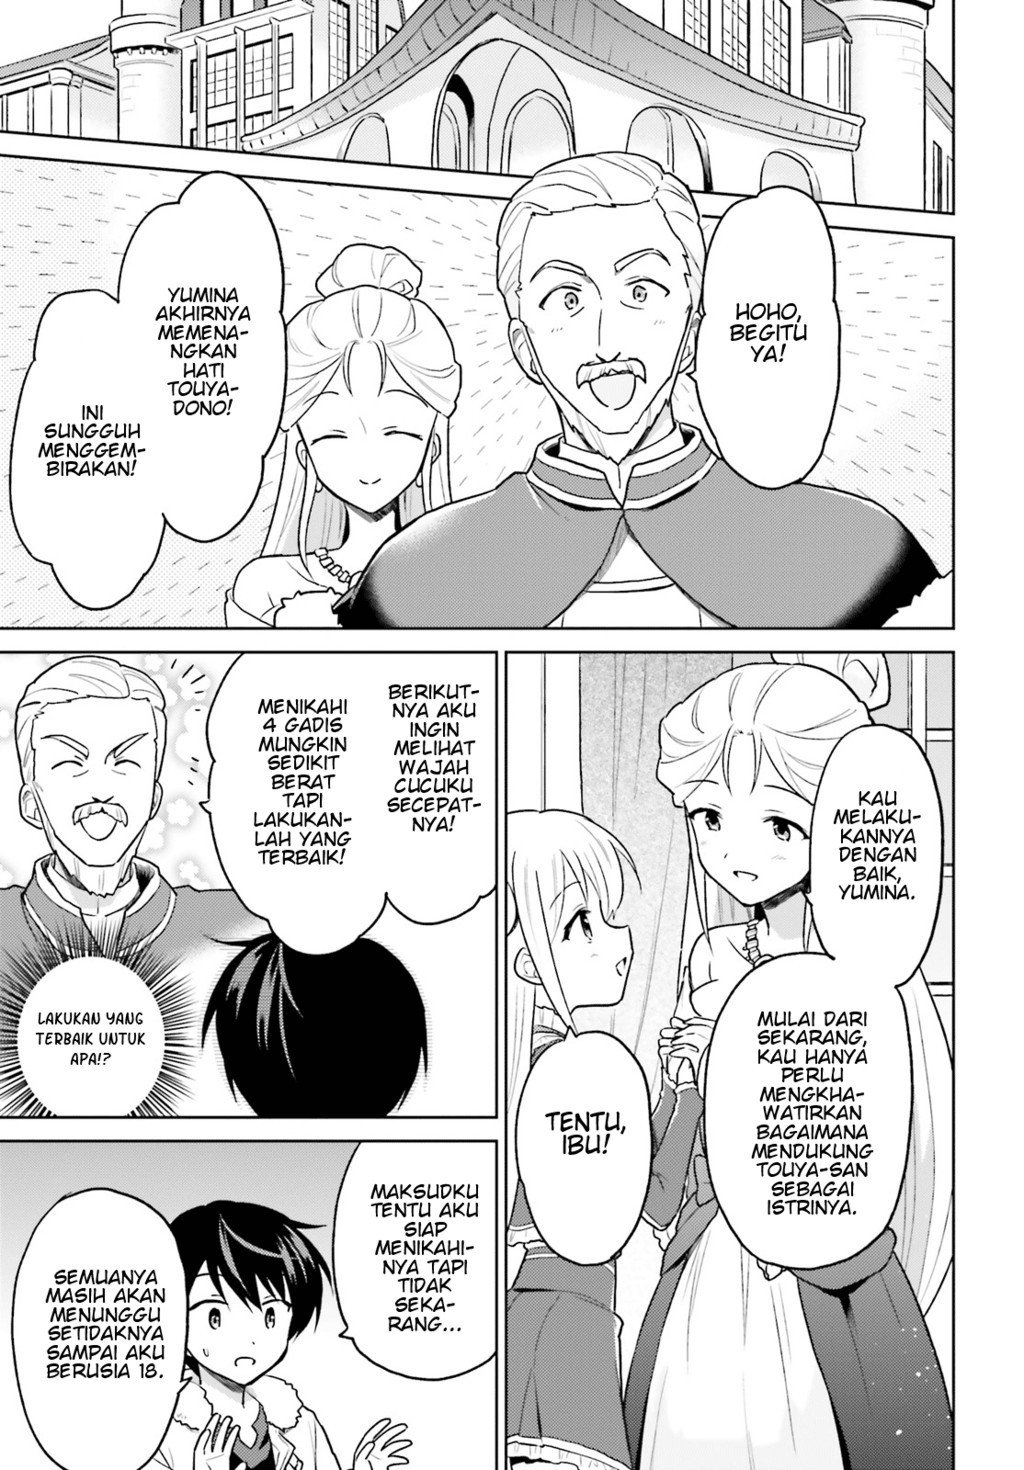 HOHO,
BEGITU
YA!
YUMINA
AKHIRNYA
MEMENA-
NGKAN
HATI
TOUYA-
DONO!
INI
SUNGGUH
MENGGEM-
BIRAKAN!
KAU
MELAKU-
KANNYA
DENGAN
BAIK,
YUMINA.
MULAI DARI
SEKARANG,
KAU HANYA
PERLU
MENGKHA-
WATIRKAN
BAGAIMANA
MENDUKUNG
TOUYA-SAN
SEBAGAI
ISTRINYA.
TENTU,
IBU!
BERIKUT-
NYA AKU
INGIN
MELIHAT
WAJAH
CUCUKU
SECEPAT-
NYA!
MENIKAHI
4 GADIS
MUNGKIN
SEDIKIT
BERAT
TAPI
LAKUKAN-
LAH YANG
TERBAIK!
LAKUKAN YANG
TERBAIK UNTUK
APA!?
MAKSUDKU
TENTU AKU
SIAP
MENIKAHI-
NYA TAPI
TIDAK
SEKA-
RANG...
SEMUANYA
MASIH AKAN
MENUNGGU
SETIDAKNYA
SAMPAI AKU
BERUSIA 18.